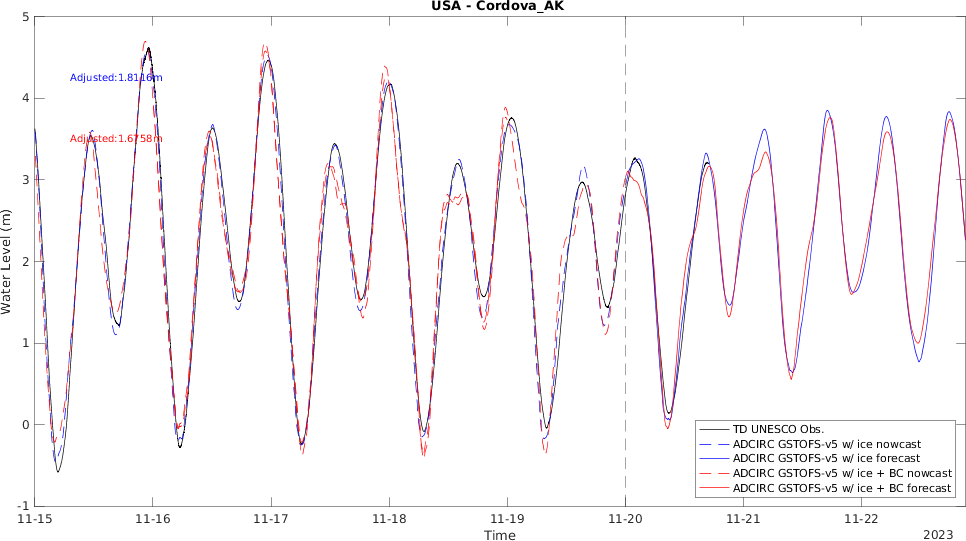 USA - Cordova_AK
5
4
3
2
1
0
-1
Water Level (m)
Adjusted:1.8116m
Adjusted:1.6758m
TD UNESCO Obs.
ADCIRC GSTOFS-v5 w/ ice nowcast
ADCIRC GSTOFS-v5 w/ ice forecast
ADCIRC GSTOFS-v5 w/ ice + BC nowcast
ADCIRC GSTOFS-v5 w/ ice + BC forecast
11-15 11-16 11-17 11-18 11-19 11-20 11-21 11-22
Time
2023